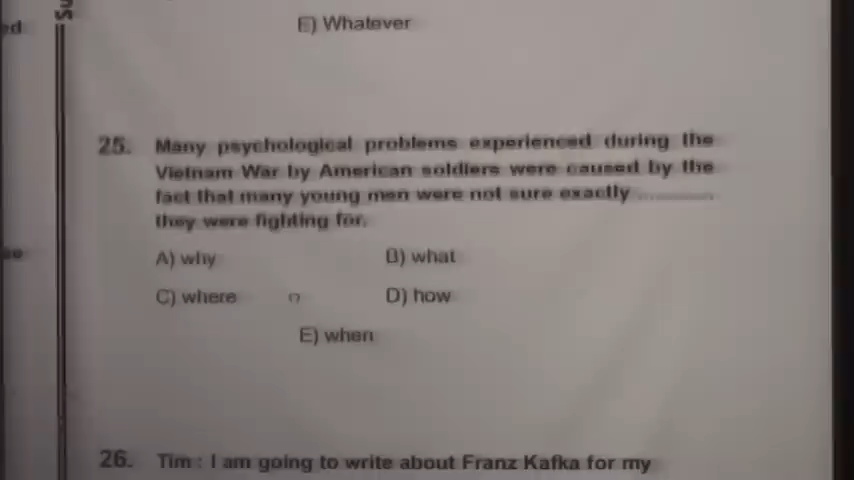 E) Whatever
25. Many psychological problems experienced during the
Vietnam War by American soldiers were caused by the
fact that many young men were not sure exactly ............
they were fighting for.
A) why
B) what
C) where
D) how
E) when
26. Tim : I am going to write about Franz Kafka for my